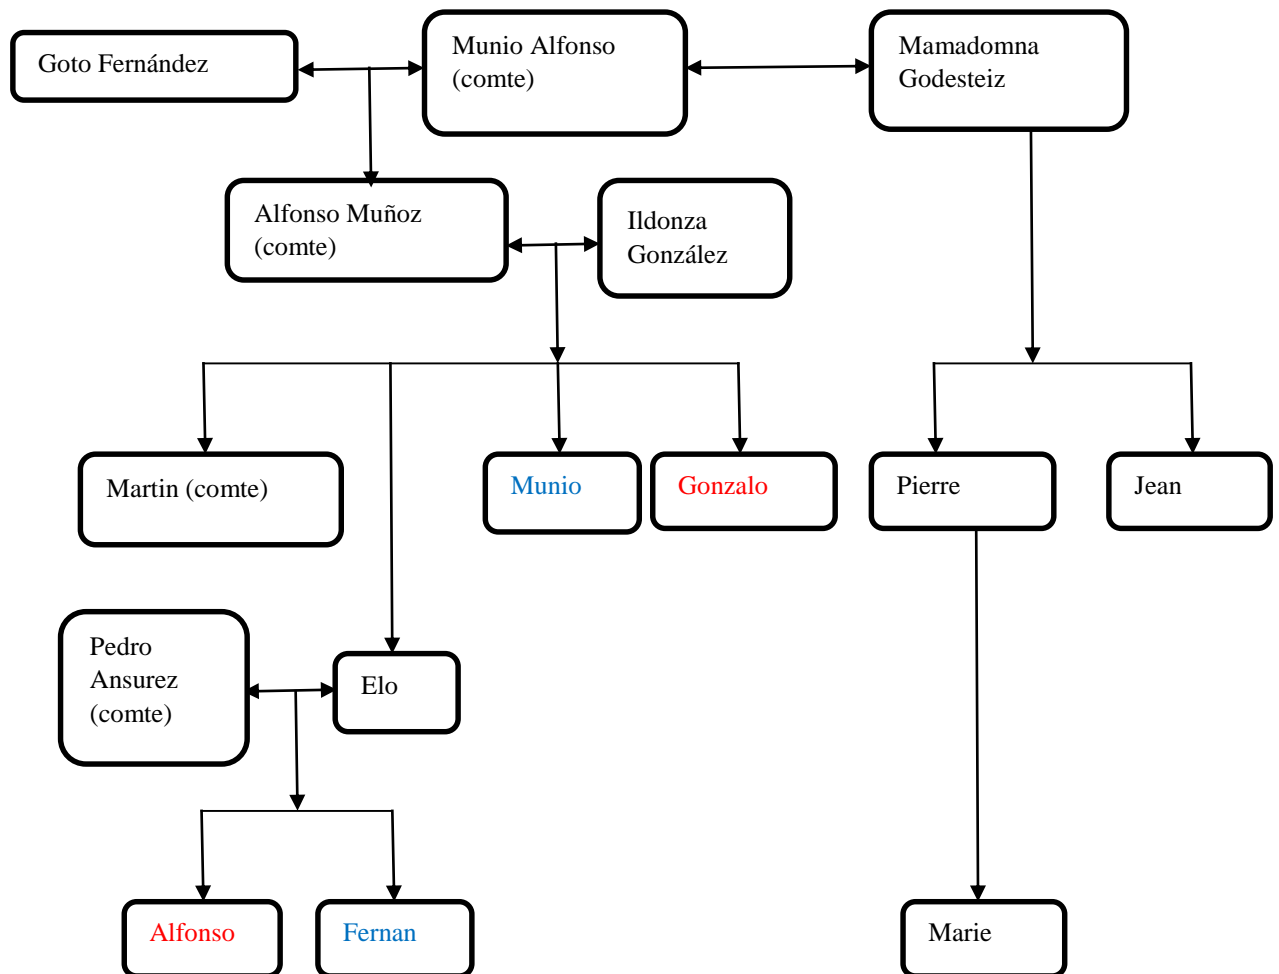 Goto Fernández
Munio Alfonso
(comte)
Mamadomna
Godesteiz
Alfonso Muñoz
(comte)
Ildonza
González
Martin (comte)
Munio
Gonzalo
Pierre
Jean
Pedro
Ansurez
(comte)
Elo
Alfonso
Fernan
Marie